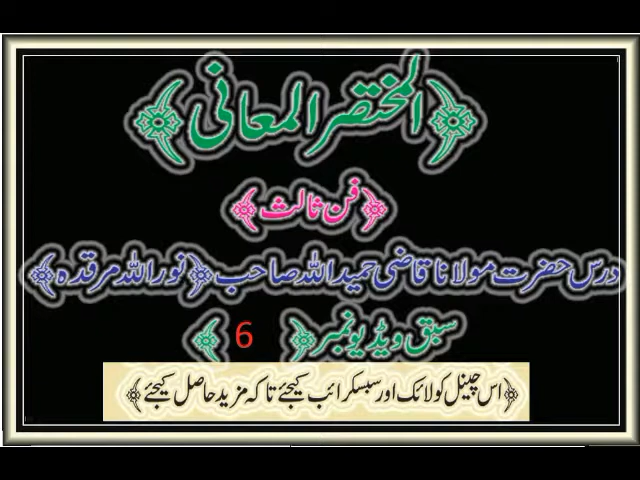 ﴿المختصر المعانی﴾
﴿فن ثالث﴾
درس حضرت مولانا قاضی حمید اللہ صاحب ﴿نور اللہ مرقدہ﴾
سبق ویڈیو نمبر ﴿6﴾
﴿اس چینل کو لائک اور سبسکرائب کیجئے تاکہ مزید حاصل کیجئے﴾